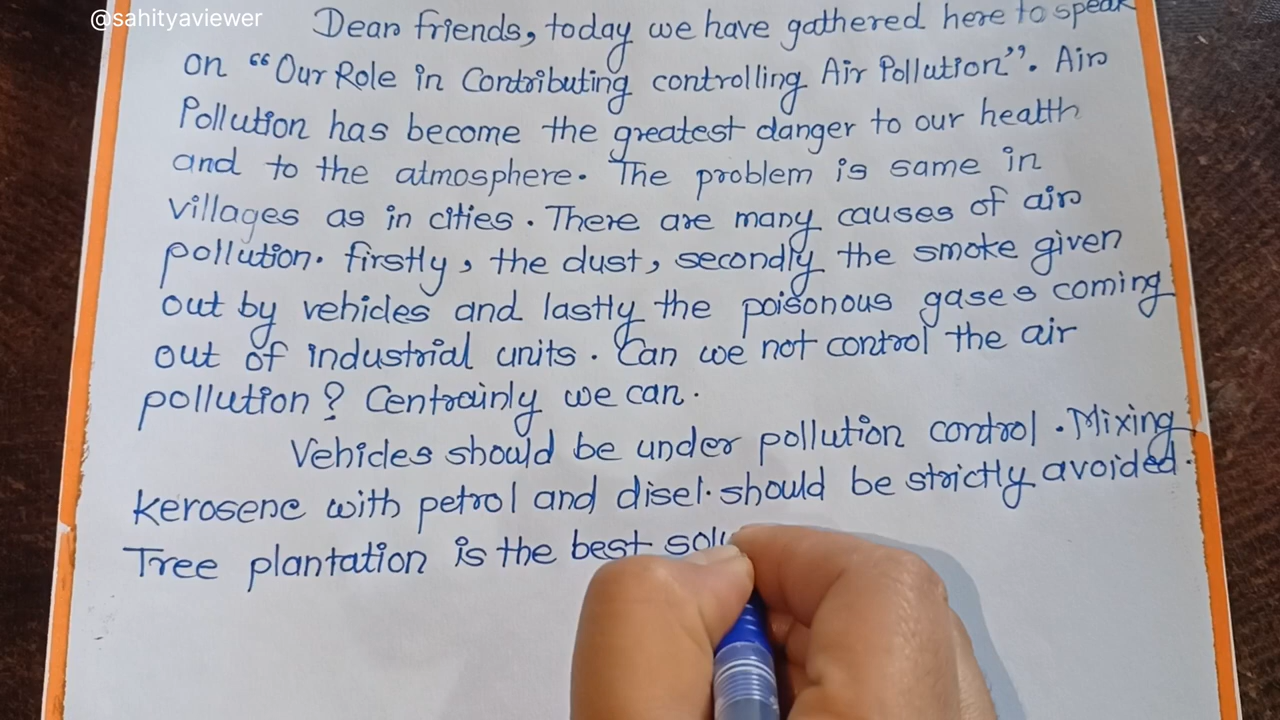 @sahityaviewer
Dear friends, today we have gathered here to speak
on "Our Role in Contributing controlling Air Pollution". Air
Pollution has become the greatest danger to our health
and to the atmosphere. The problem is same in
villages as in cities. There are many causes of air
pollution. firstly, the dust, secondly the smoke given
out by vehicles and lastly the poisonous gases coming
out of industrial units. Can we not control the air
pollution? Centrainly we can.
Vehicles should be under pollution control. Mixing
kerosene with petrol and disel. should be strictly avoided.
Tree plantation is the best solu